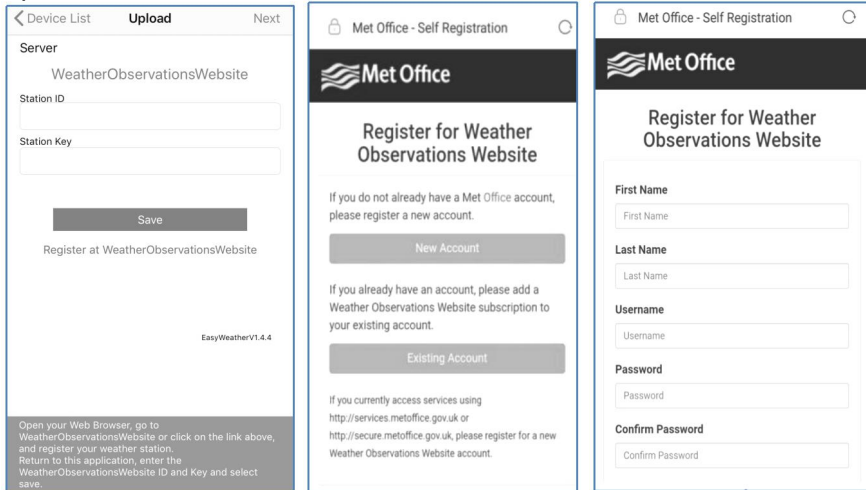 Device List Upload Next
Server
WeatherObservationsWebsite
Station ID
Station Key
Save
Register at WeatherObservationsWebsite
EasyWeatherV1.4.4
Open your Web Browser, go to
WeatherObservationsWebsite or click on the link above,
and register your weather station.
Return to this application, enter the
WeatherObservationsWebsite ID and Key and select
save.
Met Office - Self Registration
Met Office
Register for Weather
Observations Website
If you do not already have a Met Office account,
please register a new account.
New Account
If you already have an account, please add a
Weather Observations Website subscription to
your existing account.
Existing Account
If you currently access services using
http://services.metoffice.gov.uk or
http://secure.metoffice.gov.uk, please register for a new
Weather Observations Website account.
Met Office - Self Registration
Met Office
Register for Weather
Observations Website
First Name
First Name
Last Name
Last Name
Username
Username
Password
Password
Confirm Password
Confirm Password